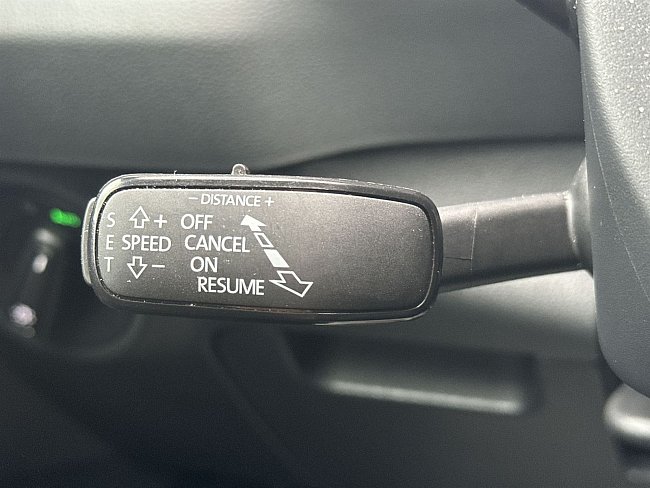 − DISTANCE +
S + OFF
E SPEED CANCEL
T − ON
RESUME